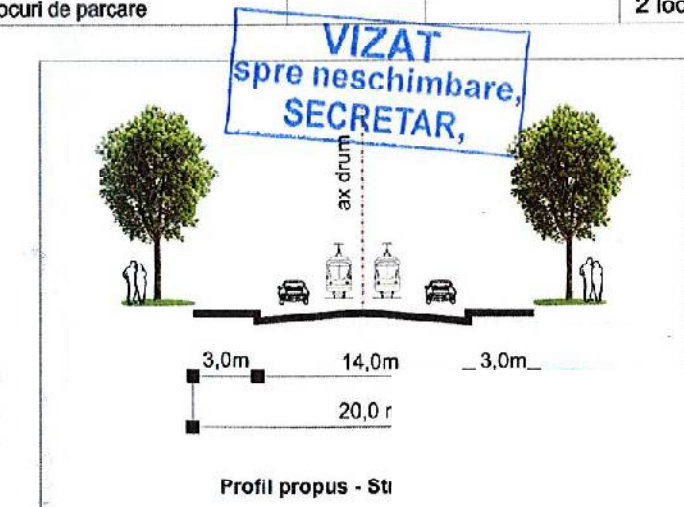 ocuri de parcare
2 loc
VIZAT
spre neschimbare,
SECRETAR,
ax drum
3,0m 14,0m 3,0m
20,0
Profil propus -